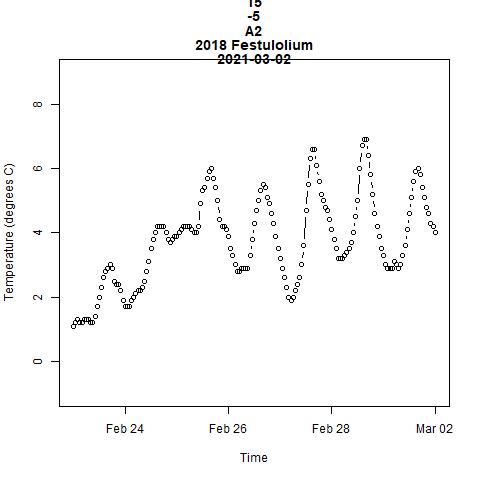 15
-5
A2
2018 Festulolium
2021-03-02
Temperature (degrees C)
8
6
4
2
0
Feb 24
Feb 26
Feb 28
Mar 02
Time